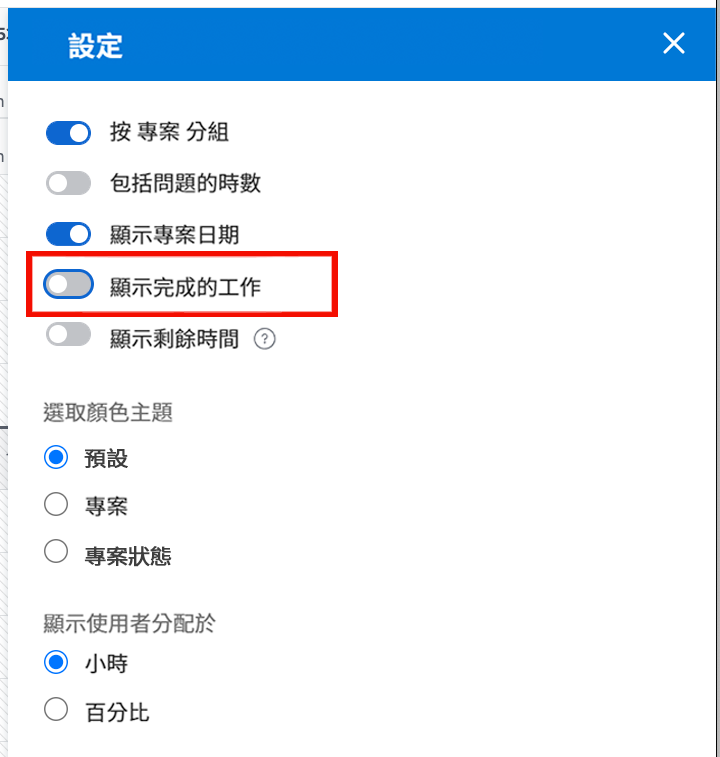 設定
按 專案 分組
包括問題的時數
顯示專案日期
顯示完成的工作
顯示剩餘時間 ?
選取顏色主題
預設
專案
專案狀態
顯示使用者分配於
小時
百分比